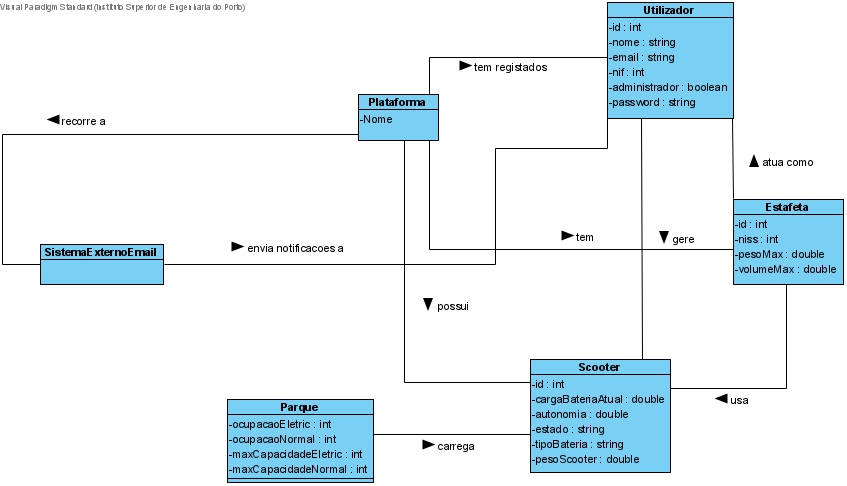 Visual Paradigm Standard (Instituto Superior de Engenharia do Porto)
Utilizador
-id : int
-nome : string
-email : string
-nif : int
-administrador : boolean
-password : string
tem registados
Plataforma
-Nome
recorre a
atua como
Estafeta
-id : int
-niss : int
-pesoMax : double
-volumeMax : double
tem
gere
SistemaExternoEmail
envia notificacoes a
possui
Scooter
-id : int
-cargaBateriaAtual : double
-autonomia : double
-estado : string
-tipoBateria : string
-pesoScooter : double
usa
Parque
-ocupacaoEletric : int
-ocupacaoNormal : int
-maxCapacidadeEletric : int
-maxCapacidadeNormal : int
carrega